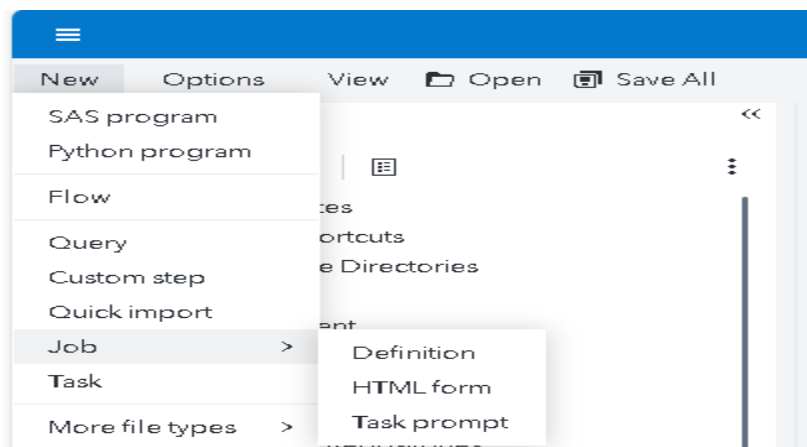 New Options View Open Save All
SAS program
Python program
Flow
Query
Custom step
Quick import
Job >
Task
More file types >
Definition
HTML form
Task prompt
<<
e Directories